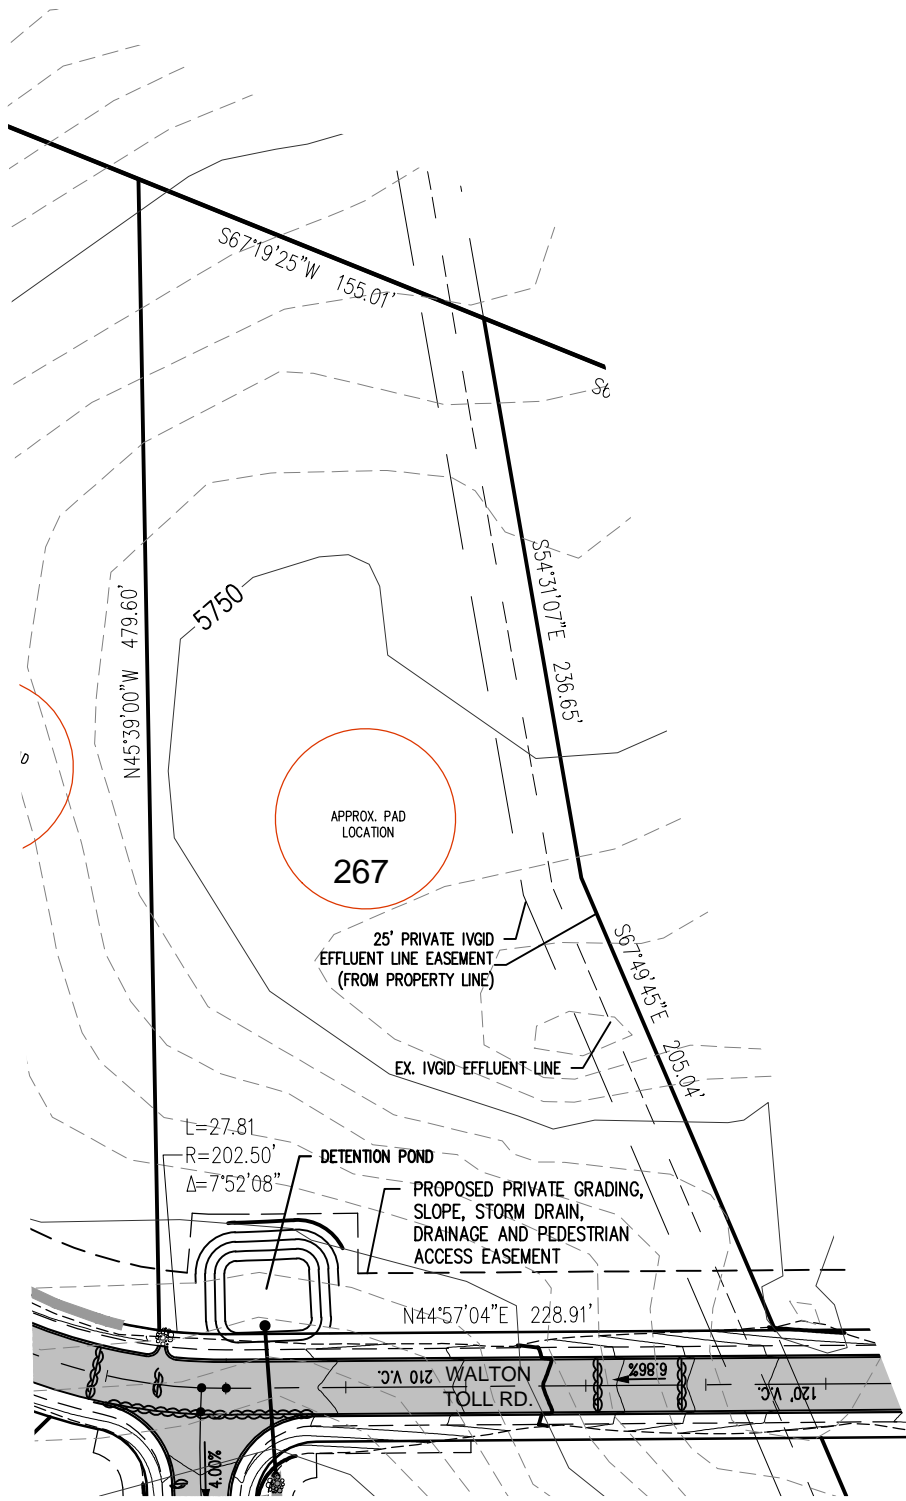 S67°19'25"W 155.01'
5750
N45°39'00"W 479.60'
S54°31'07"E 236.65'
APPROX. PAD
LOCATION
267
25' PRIVATE IVGID
EFFLUENT LINE EASEMENT
(FROM PROPERTY LINE)
S67°49'45"E 205.04'
EX. IVGID EFFLUENT LINE
L=27.81
R=202.50'
Δ=7°52'08"
DETENTION POND
PROPOSED PRIVATE GRADING,
SLOPE, STORM DRAIN,
DRAINAGE AND PEDESTRIAN
ACCESS EASEMENT
N44°57'04"E 228.91'
210 V.C.
WALTON
TOLL RD.
6.86%
120' V.C.
4.00%